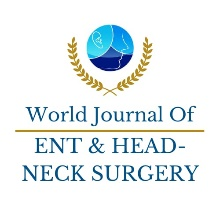 World Journal Of
ENT & HEAD-
NECK SURGERY